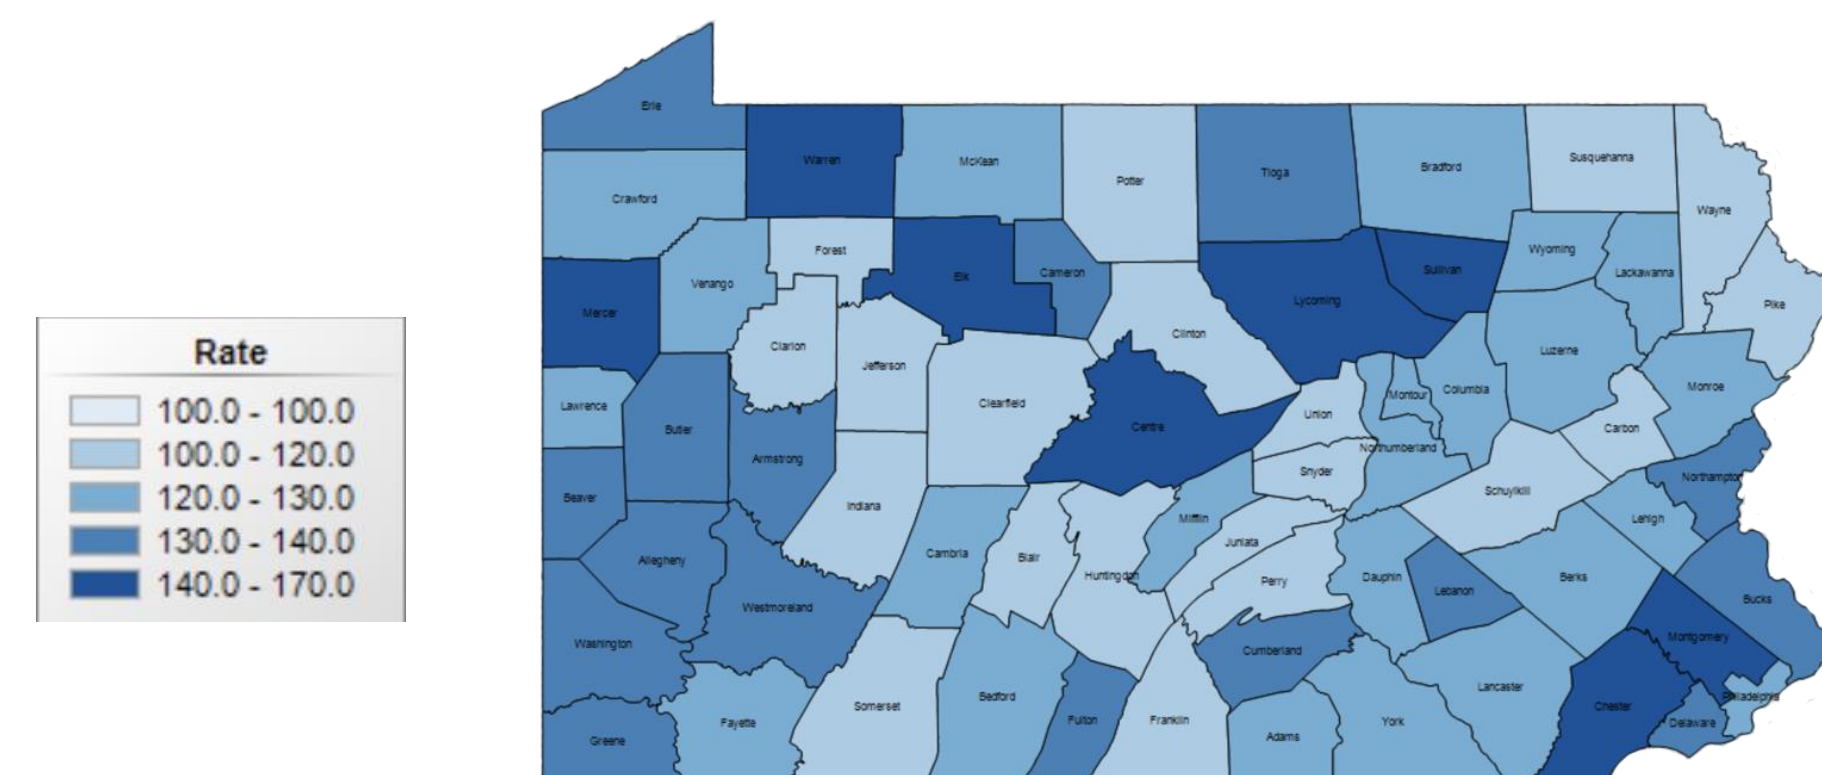 Rate
100.0 - 100.0
100.0 - 120.0
120.0 - 130.0
130.0 - 140.0
140.0 - 170.0
Erie
Warren
McKean
Potter
Tioga
Bradford
Susquehanna
Wayne
Crawford
Forest
Elk
Cameron
Sullivan
Wyoming
Lackawanna
Venango
Mercer
Lycoming
Pike
Clinton
Clarion
Jefferson
Luzerne
Monroe
Columbia
Montour
Lawrence
Clearfield
Union
Carbon
Butler
Centre
Northumberland
Armstrong
Snyder
Northampton
Beaver
Schuylkill
Indiana
Mifflin
Lehigh
Juniata
Allegheny
Cambria
Blair
Huntingdon
Perry
Dauphin
Berks
Lebanon
Bucks
Westmoreland
Washington
Cumberland
Montgomery
Lancaster
Bedford
Philadelphia
Somerset
Chester
Fayette
Fulton
Franklin
York
Delaware
Greene
Adams